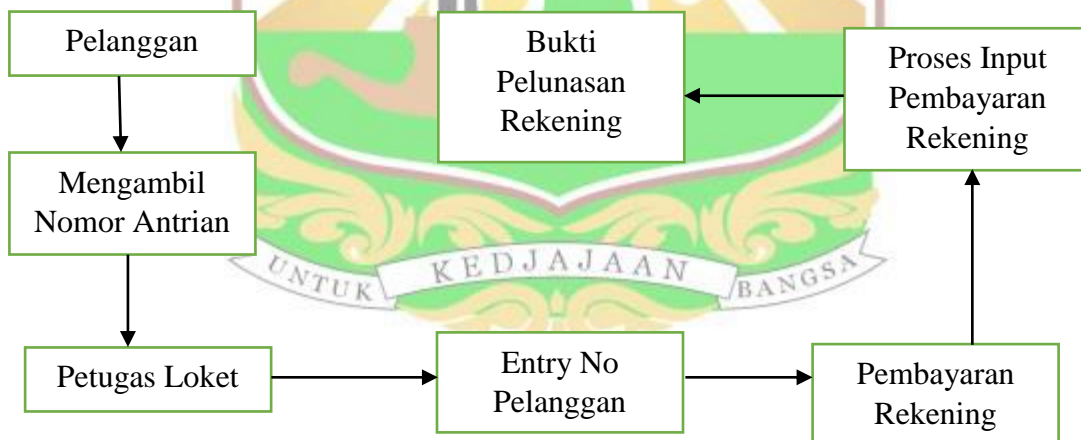 Pelanggan
Mengambil
Nomor Antrian
Petugas Loket
Entry No
Pelanggan
Pembayaran
Rekening
Proses Input
Pembayaran
Rekening
Bukti
Pelunasan
Rekening
UNTUK KEDJAJAAN BANGSA